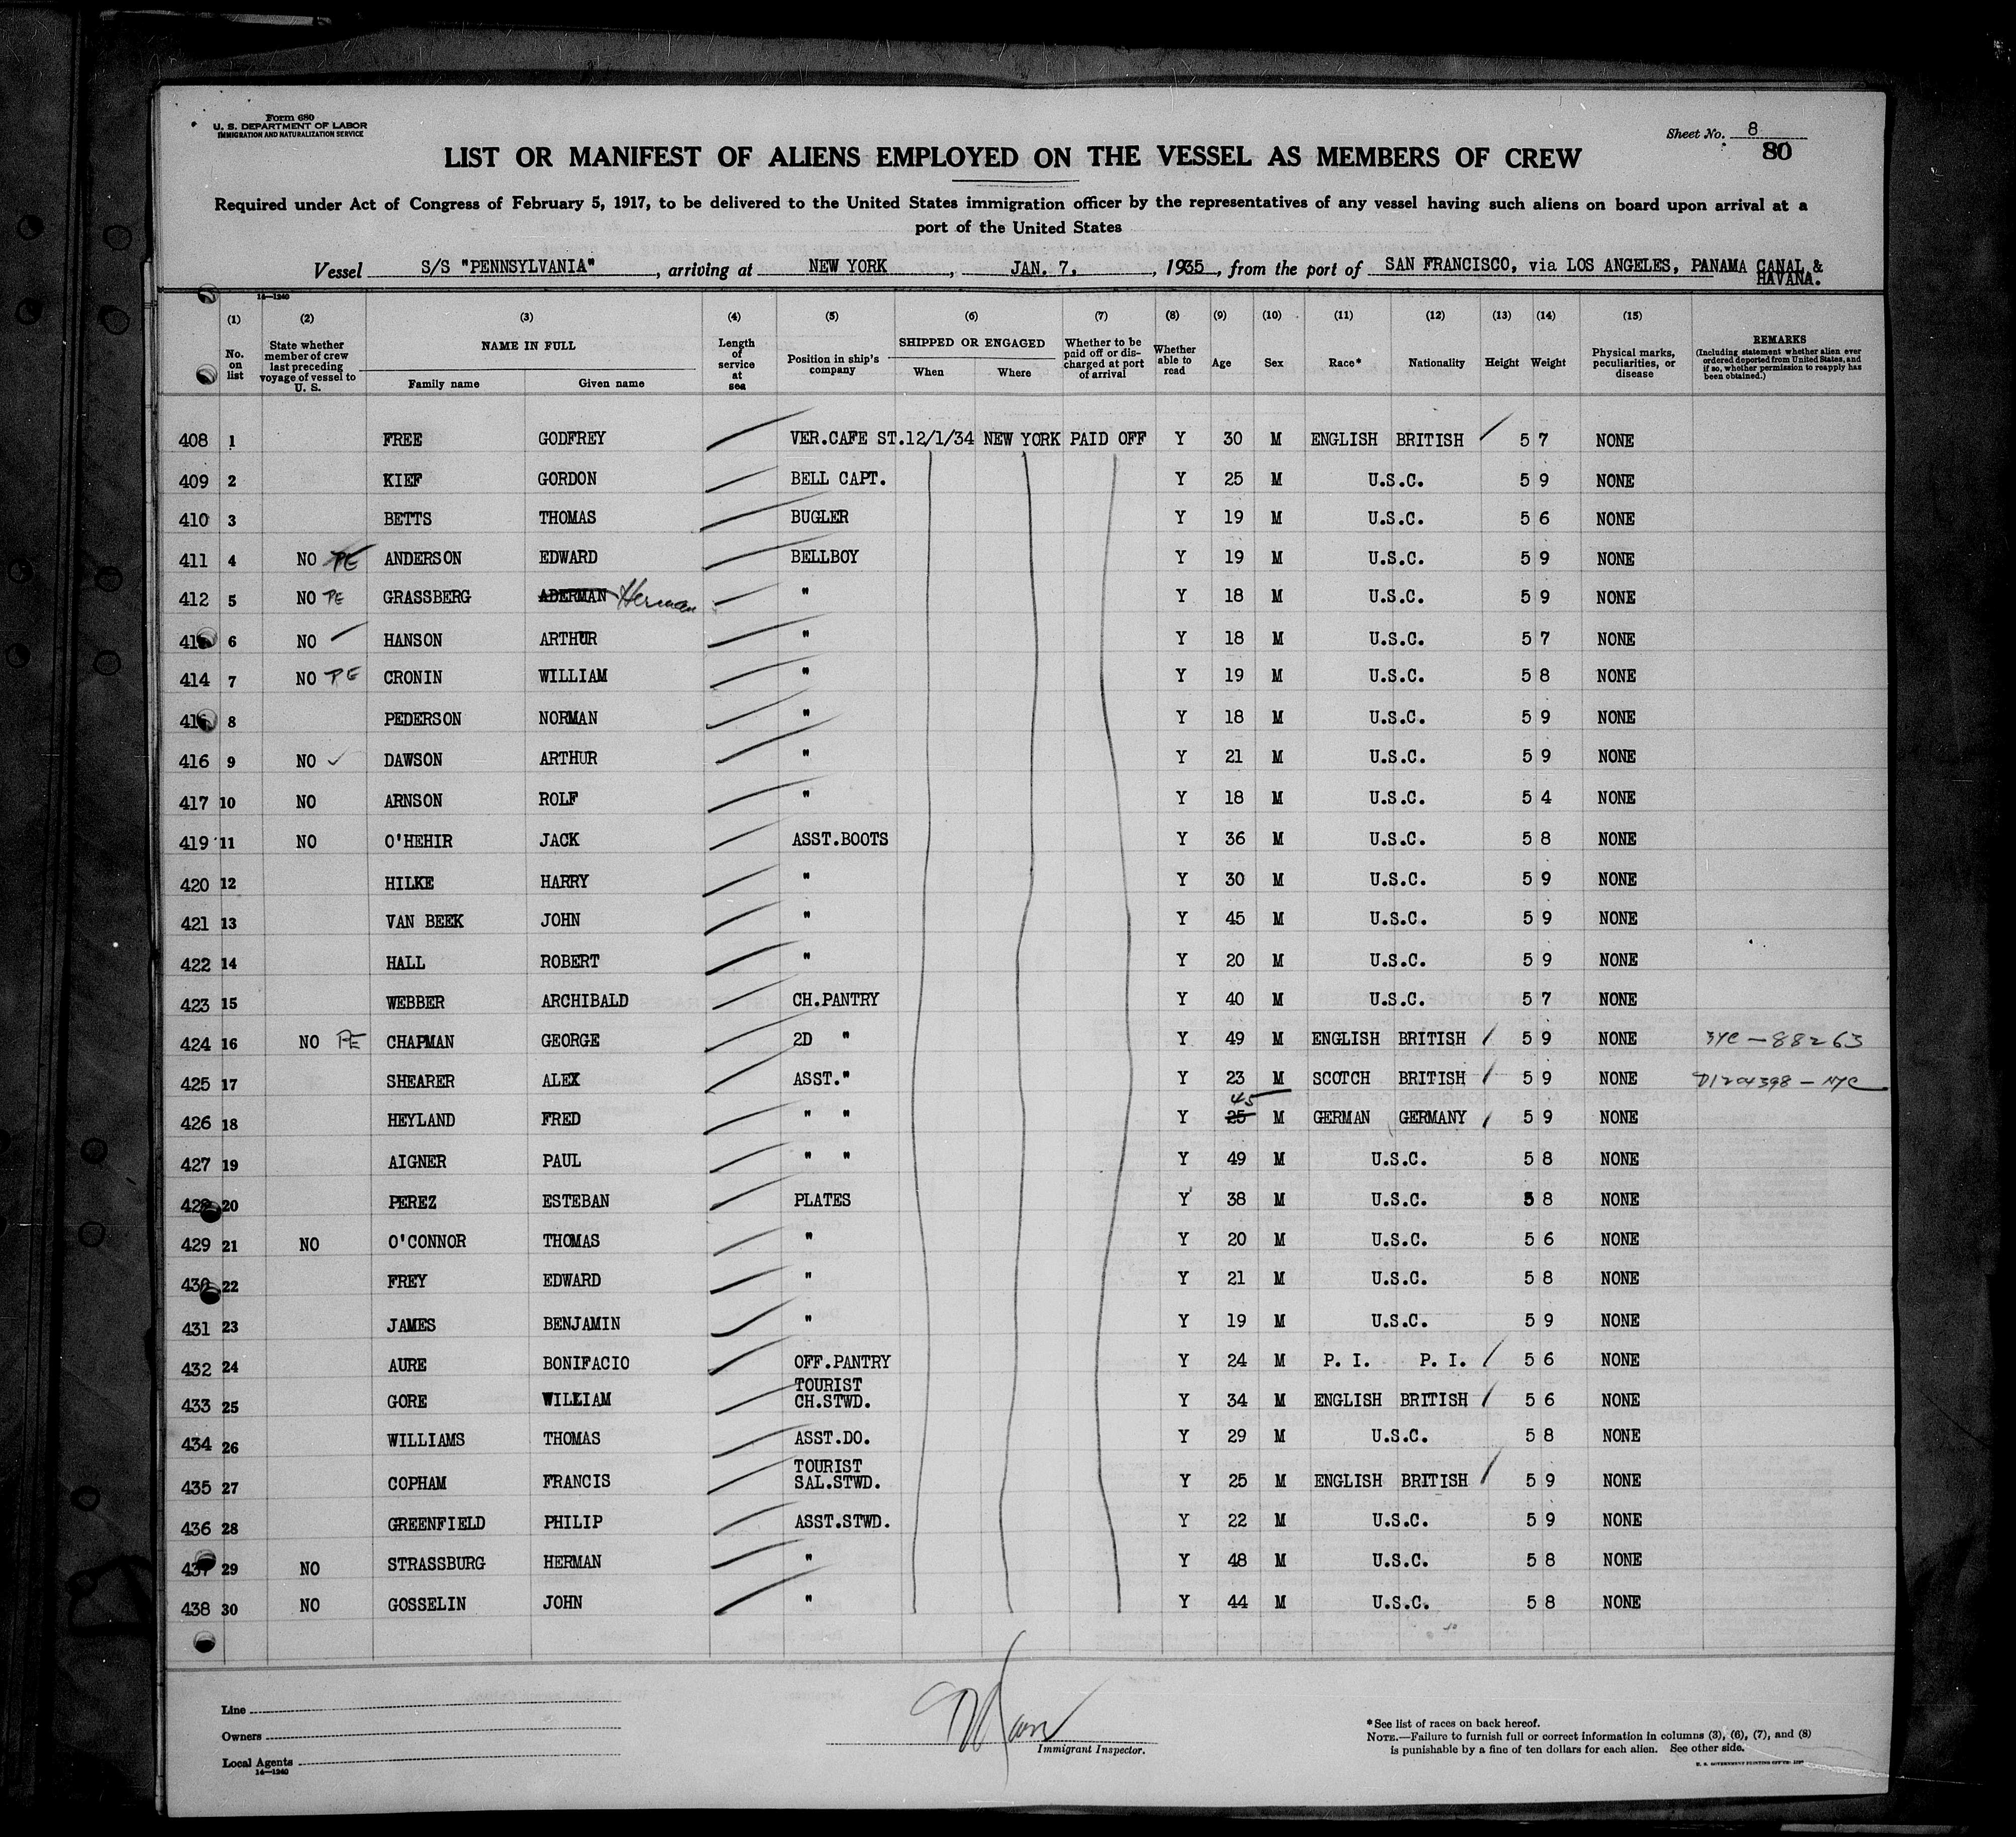 Form 680
U. S. DEPARTMENT OF LABOR
IMMIGRATION AND NATURALIZATION SERVICE
Sheet No. 8
80
LIST OR MANIFEST OF ALIENS EMPLOYED ON THE VESSEL AS MEMBERS OF CREW
Required under Act of Congress of February 5, 1917, to be delivered to the United States immigration officer by the representatives of any vessel having such aliens on board upon arrival at a
port of the United States
Vessel S/S "PENNSYLVANIA", arriving at NEW YORK, JAN. 7, 1935, from the port of SAN FRANCISCO, via LOS ANGELES, PANAMA CANAL &
HAVANA.
14—1240
(1) (2) (3) (4) (5) (6) (7) (8) (9) (10) (11) (12) (13) (14) (15)
No. on list
State whether member of crew last preceding voyage of vessel to U. S.
NAME IN FULL
Family name Given name
Length of service at sea
Position in ship's company
SHIPPED OR ENGAGED
When Where
Whether to be paid off or discharged at port of arrival
Whether able to read
Age Sex Race* Nationality Height Weight
Physical marks, peculiarities, or disease
REMARKS
(Including statement whether alien ever ordered deported from United States, and if so, whether permission to reapply has been obtained.)
408 1 FREE GODFREY VER.CAFE ST. 12/1/34 NEW YORK PAID OFF Y 30 M ENGLISH BRITISH 5 7 NONE
409 2 KIEF GORDON BELL CAPT. Y 25 M U.S.C. 5 9 NONE
410 3 BETTS THOMAS BUGLER Y 19 M U.S.C. 5 6 NONE
411 4 NO PE ANDERSON EDWARD BELLBOY Y 19 M U.S.C. 5 9 NONE
412 5 NO PE GRASSBERG ADERMAN Herman " Y 18 M U.S.C. 5 9 NONE
41 6 NO HANSON ARTHUR " Y 18 M U.S.C. 5 7 NONE
414 7 NO PE CRONIN WILLIAM " Y 19 M U.S.C. 5 8 NONE
41 8 PEDERSON NORMAN " Y 18 M U.S.C. 5 9 NONE
416 9 NO ✓ DAWSON ARTHUR " Y 21 M U.S.C. 5 9 NONE
417 10 NO ARNSON ROLF " Y 18 M U.S.C. 5 4 NONE
419 11 NO O'HEHIR JACK ASST.BOOTS Y 36 M U.S.C. 5 8 NONE
420 12 HILKE HARRY " Y 30 M U.S.C. 5 9 NONE
421 13 VAN BEEK JOHN " Y 45 M U.S.C. 5 9 NONE
422 14 HALL ROBERT " Y 20 M U.S.C. 5 9 NONE
423 15 WEBBER ARCHIBALD CH.PANTRY Y 40 M U.S.C. 5 7 NONE
424 16 NO PE CHAPMAN GEORGE 2D " Y 49 M ENGLISH BRITISH 5 9 NONE 88263
425 17 SHEARER ALEX ASST." Y 23 M SCOTCH BRITISH 5 9 NONE NYC
426 18 HEYLAND FRED " " Y 25 45 M GERMAN GERMANY 5 9 NONE
427 19 AIGNER PAUL " " Y 49 M U.S.C. 5 8 NONE
428 20 PEREZ ESTEBAN PLATES Y 38 M U.S.C. 5 8 NONE
429 21 NO O'CONNOR THOMAS " Y 20 M U.S.C. 5 6 NONE
430 22 FREY EDWARD " Y 21 M U.S.C. 5 8 NONE
431 23 JAMES BENJAMIN " Y 19 M U.S.C. 5 9 NONE
432 24 AURE BONIFACIO OFF.PANTRY Y 24 M P. I. P. I. 5 6 NONE
433 25 GORE WILLIAM TOURIST CH.STWD. Y 34 M ENGLISH BRITISH 5 6 NONE
434 26 WILLIAMS THOMAS ASST.DO. Y 29 M U.S.C. 5 8 NONE
435 27 COPHAM FRANCIS TOURIST SAL.STWD. Y 25 M ENGLISH BRITISH 5 9 NONE
436 28 GREENFIELD PHILIP ASST.STWD. Y 22 M U.S.C. 5 9 NONE
437 29 NO STRASSBURG HERMAN " Y 48 M U.S.C. 5 8 NONE
438 30 NO GOSSELIN JOHN " Y 44 M U.S.C. 5 8 NONE
Line
Owners
Local Agents
14—1240
Immigrant Inspector.
*See list of races on back hereof.
NOTE.—Failure to furnish full or correct information in columns (3), (6), (7), and (8)
is punishable by a fine of ten dollars for each alien. See other side.